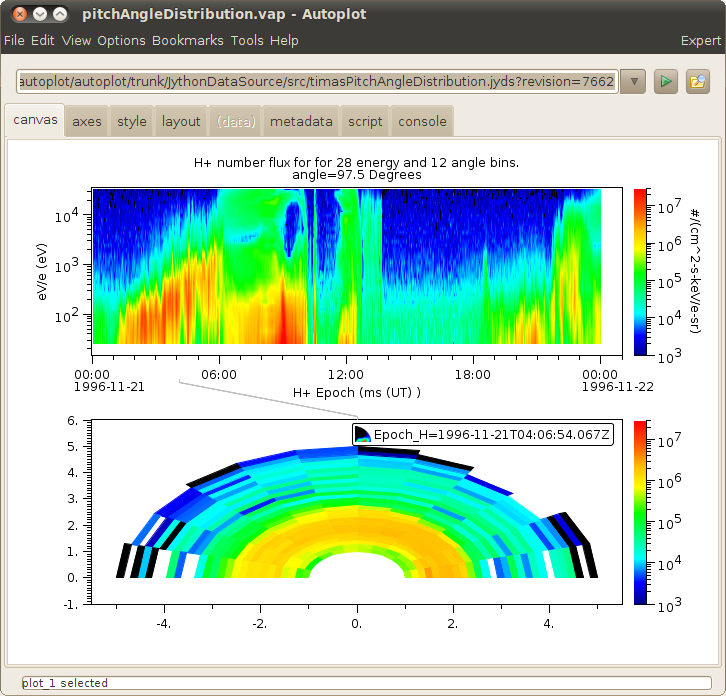 pitchAngleDistribution.vap - Autoplot
File Edit View Options Bookmarks Tools Help Expert
autoplot/autoplot/trunk/JythonDataSource/src/timasPitchAngleDistribution.jyds?revision=7662
canvas axes style layout (data) metadata script console
H+ number flux for for 28 energy and 12 angle bins.
angle=97.5 Degrees
eV/e (eV)
10^4
10^3
10^2
00:00 06:00 12:00 18:00 00:00
1996-11-21 1996-11-22
H+ Epoch (ms (UT) )
10^7
10^6
10^5
10^4
10^3
#/(cm^2-s-keV/e-sr)
Epoch_H=1996-11-21T04:06:54.067Z
6.
5.
4.
3.
2.
1.
0.
-1.
-4. -2. 0. 2. 4.
10^7
10^6
10^5
10^4
10^3
plot_1 selected